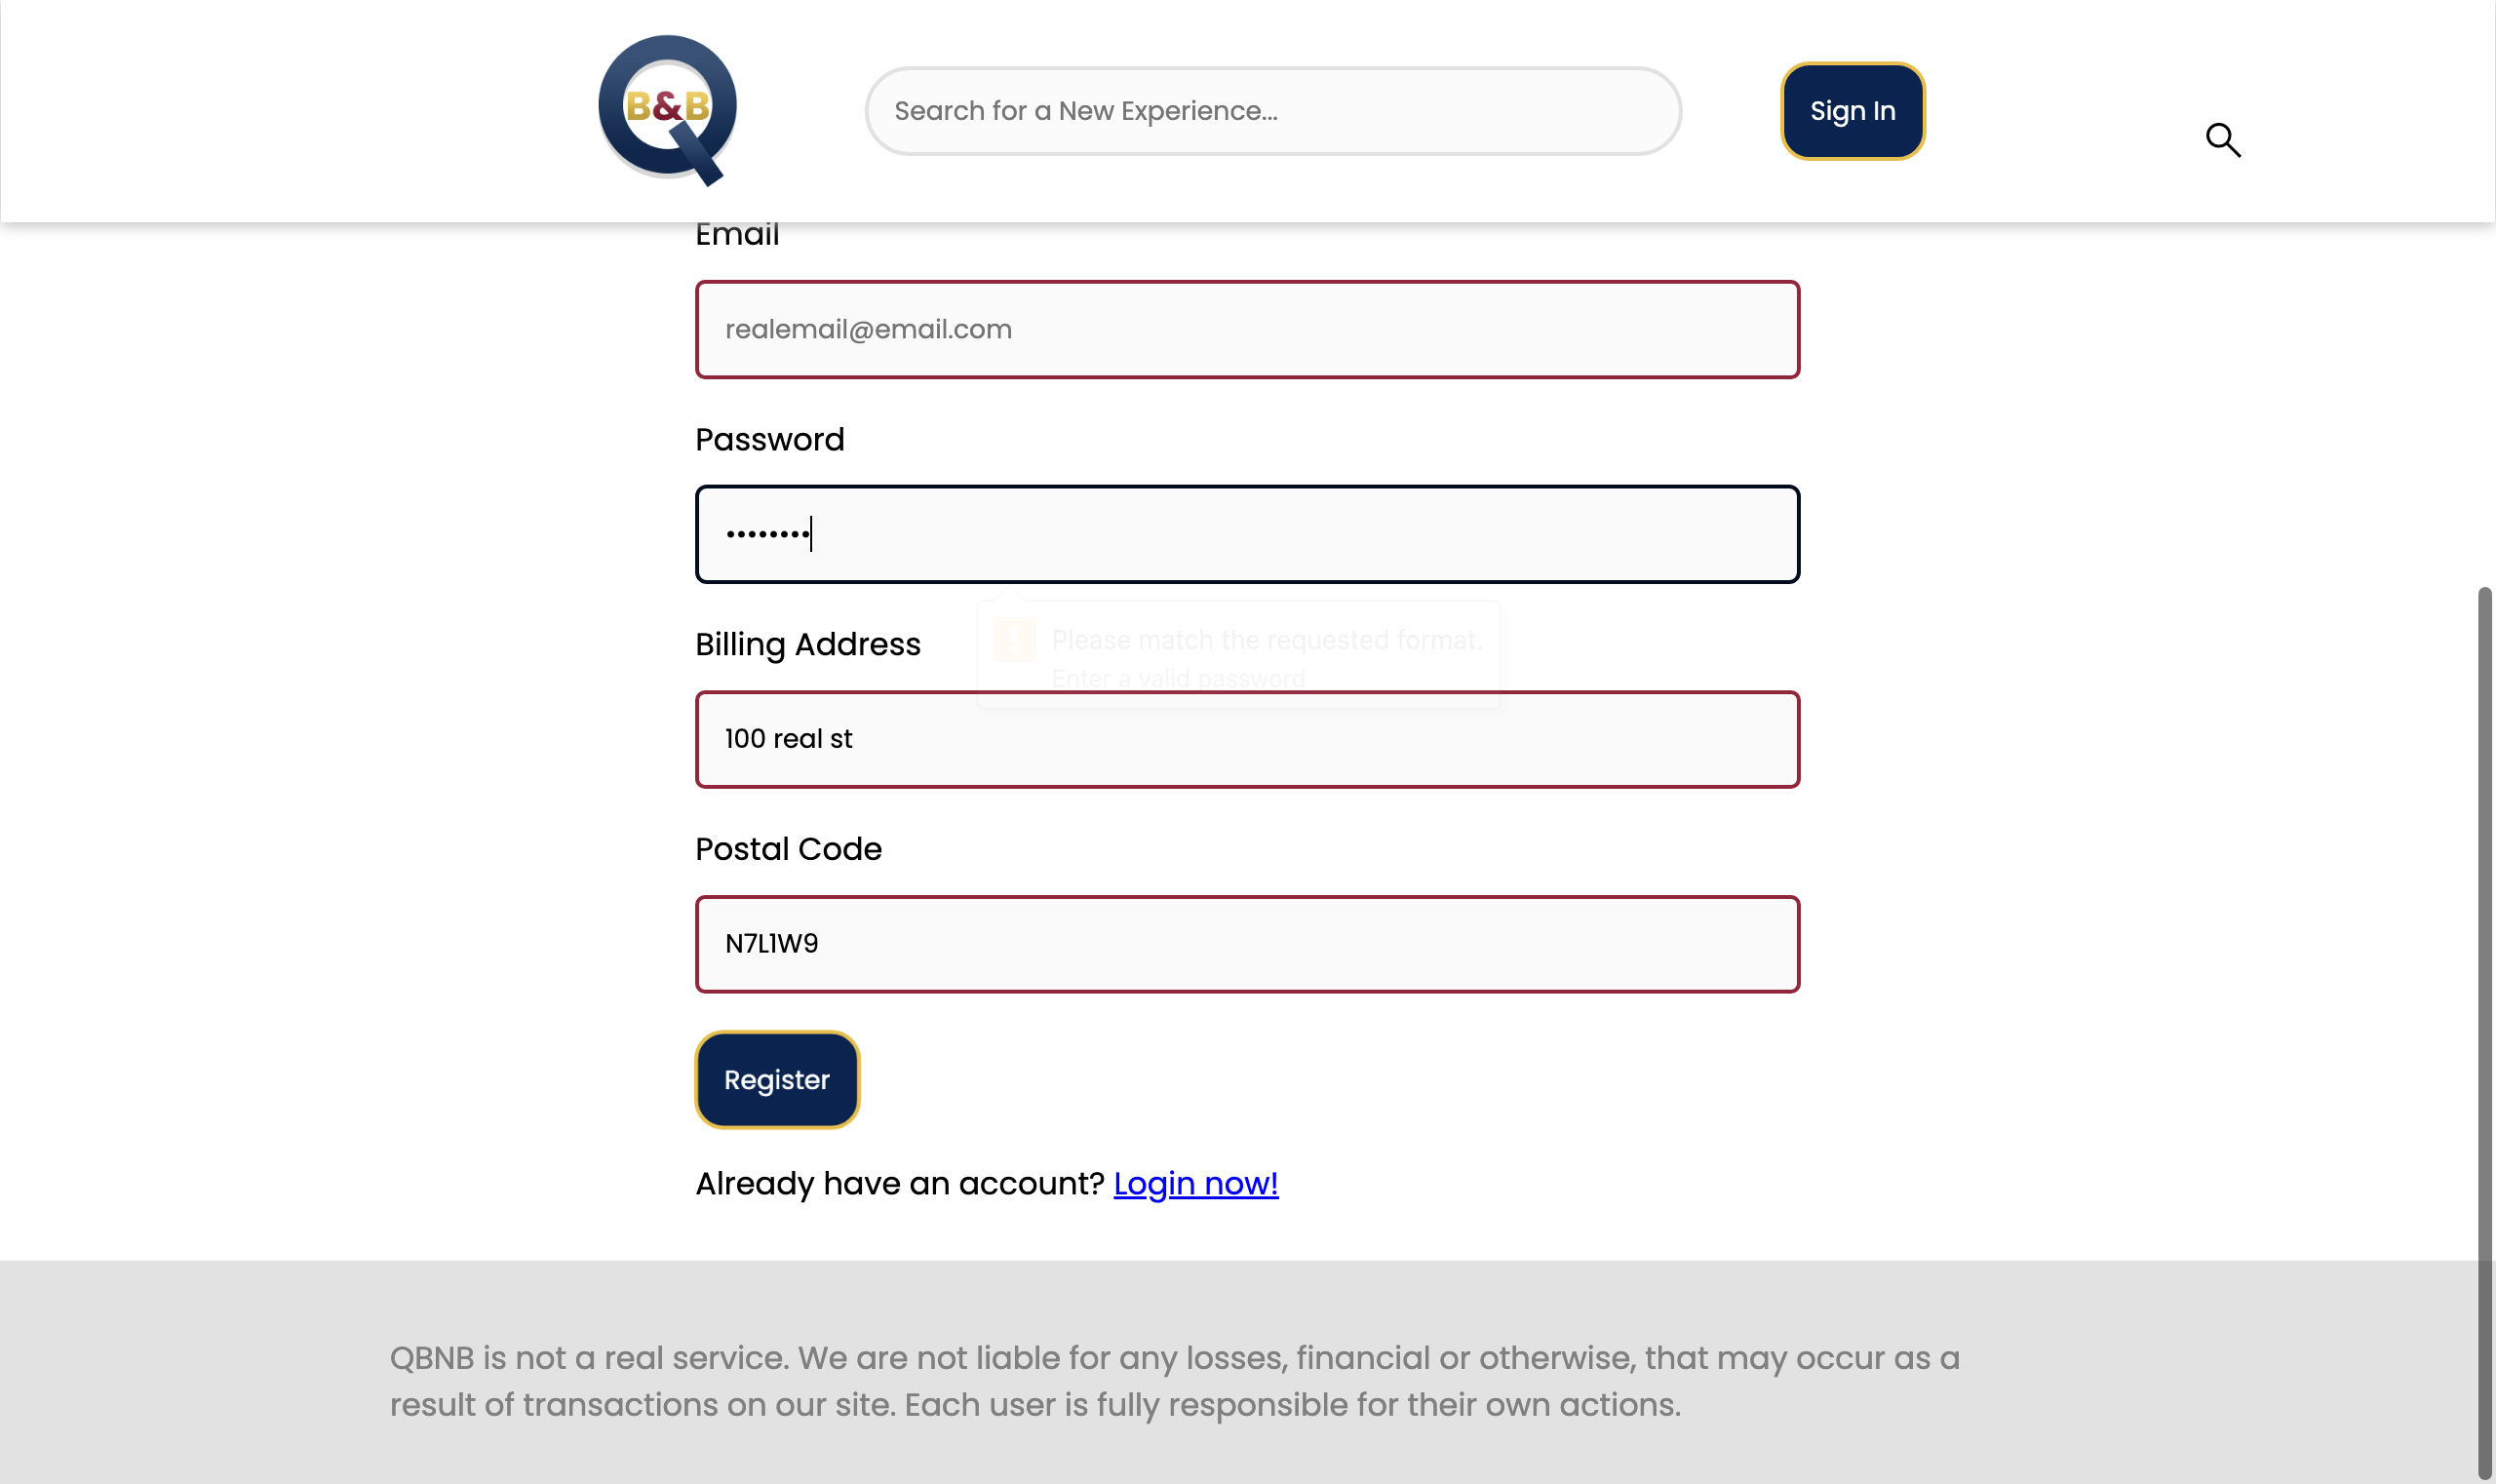 B&B
Search for a New Experience...
Sign In
Email
realemail@email.com
Password
••••••••
Please match the requested format.
Enter a valid password
Billing Address
100 real st
Postal Code
N7L1W9
Register
Already have an account? Login now!
QBNB is not a real service. We are not liable for any losses, financial or otherwise, that may occur as a
result of transactions on our site. Each user is fully responsible for their own actions.